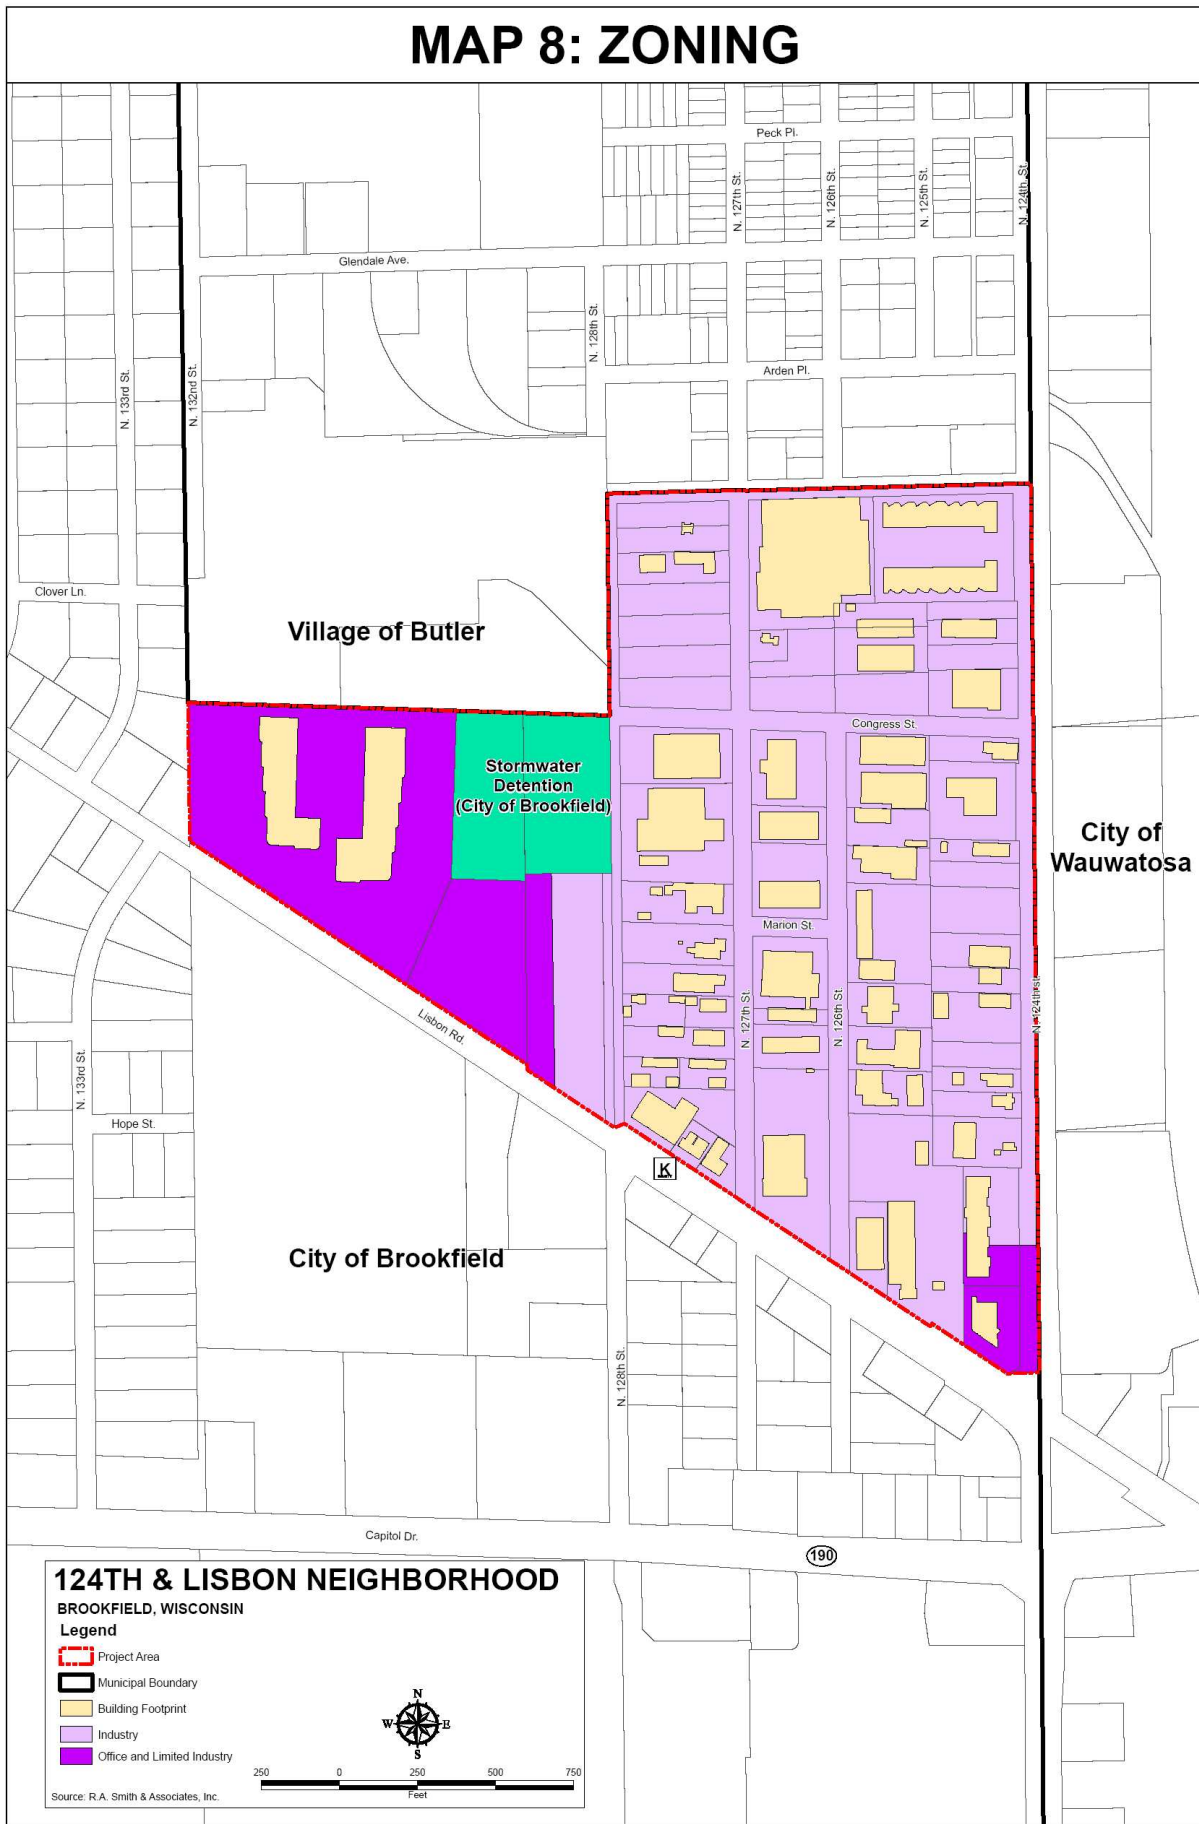 MAP 8: ZONING
Peck Pl.
N. 127th St.
N. 126th St.
N. 125th St.
N. 124th. St.
Glendale Ave.
N. 128th St.
Arden Pl.
N. 133rd St.
N. 132nd St.
Clover Ln.
Village of Butler
Congress St.
Stormwater
Detention
(City of Brookfield)
City of
Wauwatosa
Marion St.
N. 127th St.
N. 126th St.
N. 124th st.
Lisbon Rd.
N. 133rd St.
Hope St.
K
City of Brookfield
N. 128th St.
Capitol Dr.
190
124TH & LISBON NEIGHBORHOOD
BROOKFIELD, WISCONSIN
Legend
Project Area
Municipal Boundary
Building Footprint
Industry
Office and Limited Industry
N
W E
S
250 0 250 500 750
Feet
Source: R.A. Smith & Associates, Inc.